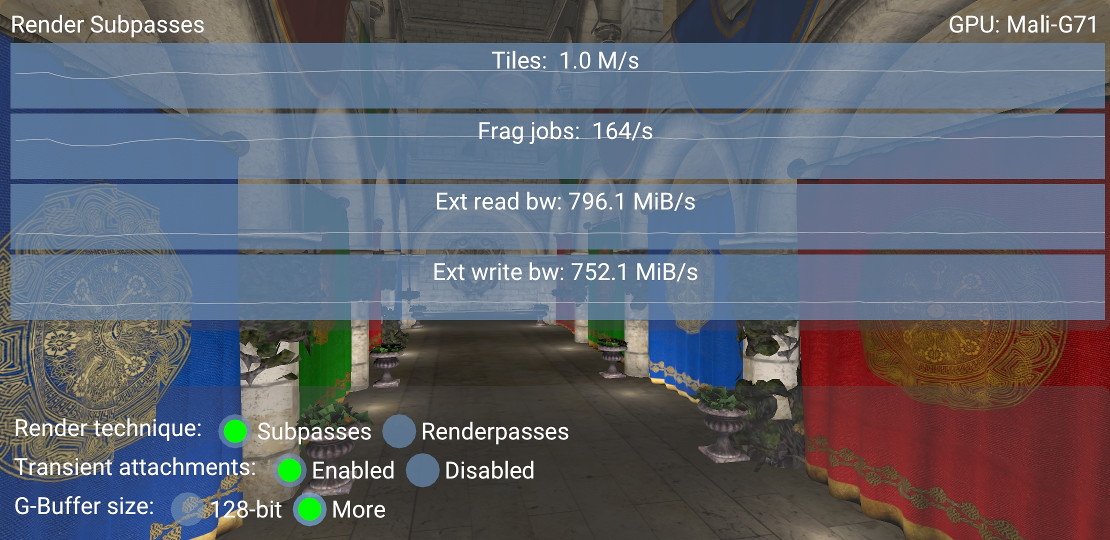 Render Subpasses GPU: Mali-G71
Tiles: 1.0 M/s
Frag jobs: 164/s
Ext read bw: 796.1 MiB/s
Ext write bw: 752.1 MiB/s
Render technique: Subpasses Renderpasses
Transient attachments: Enabled Disabled
G-Buffer size: 128-bit More